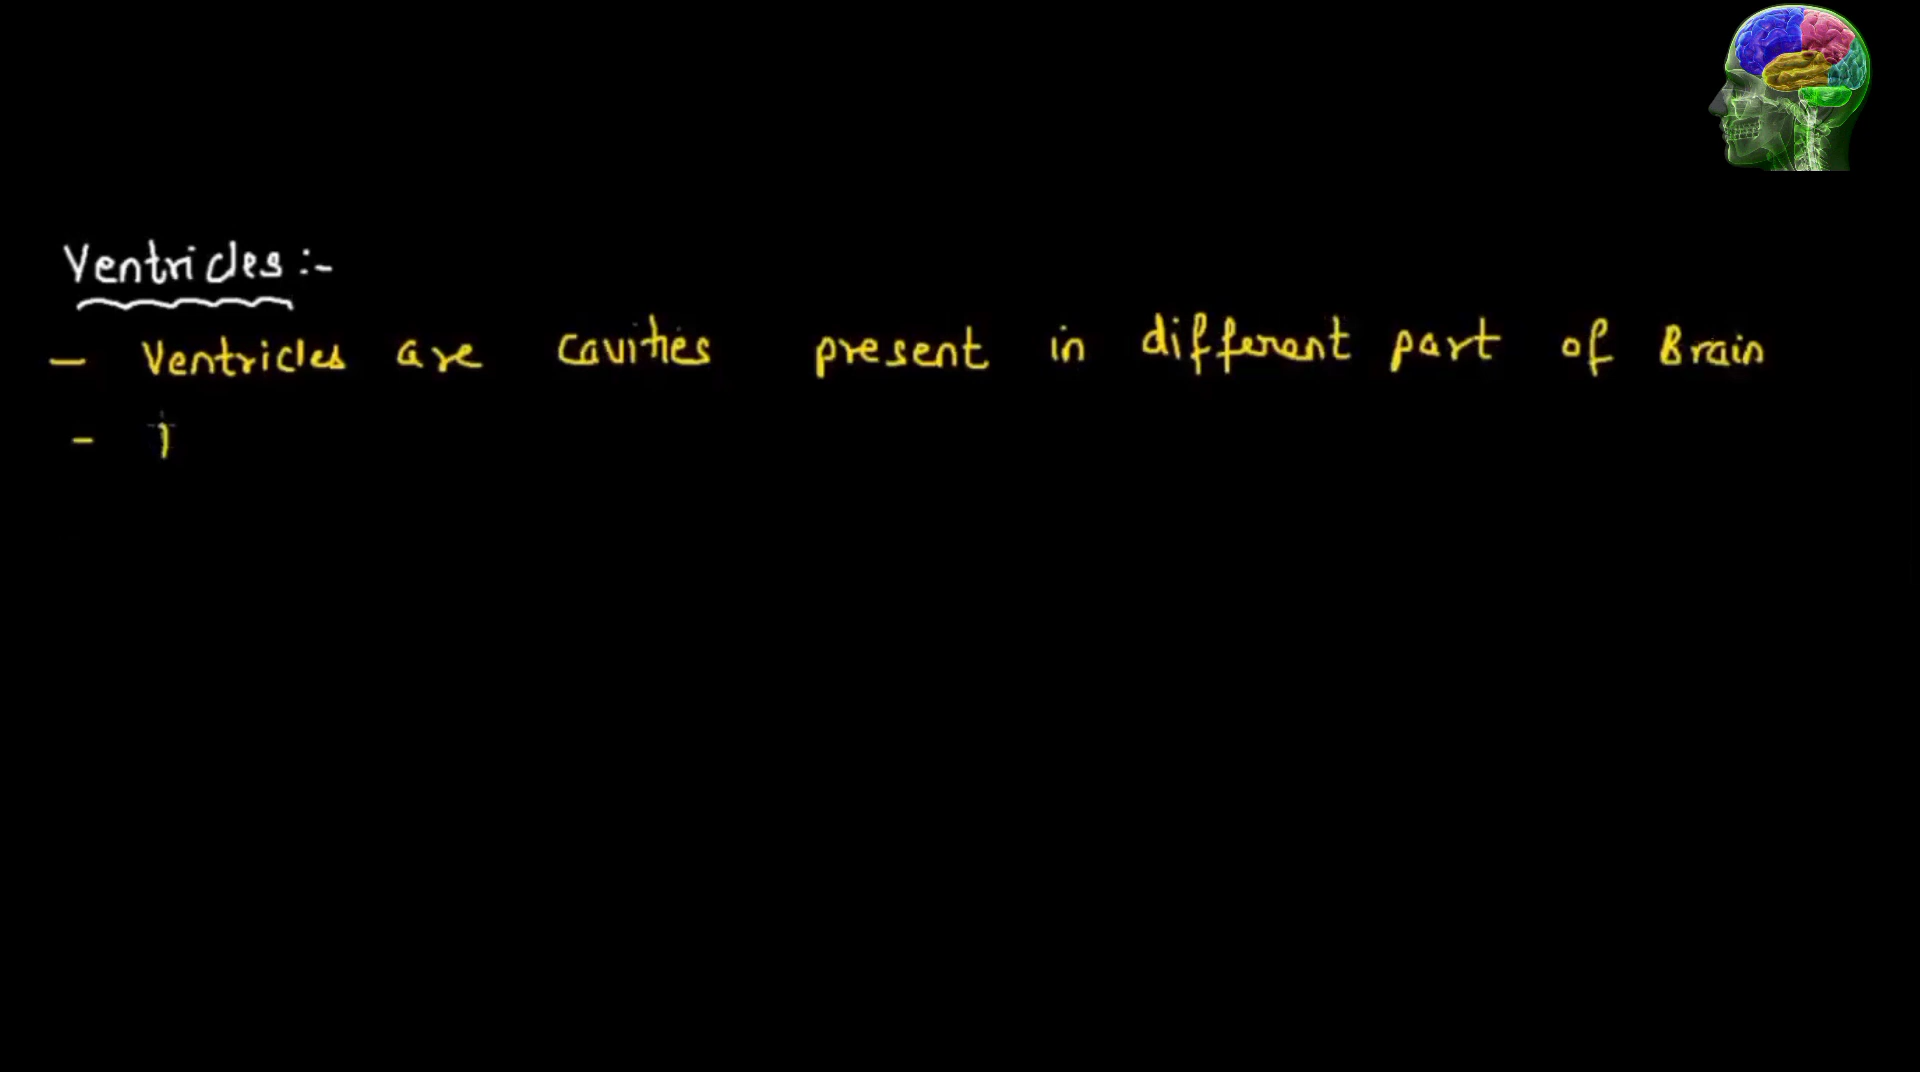 Ventricles :-
- Ventricles are cavities present in different part of Brain
-